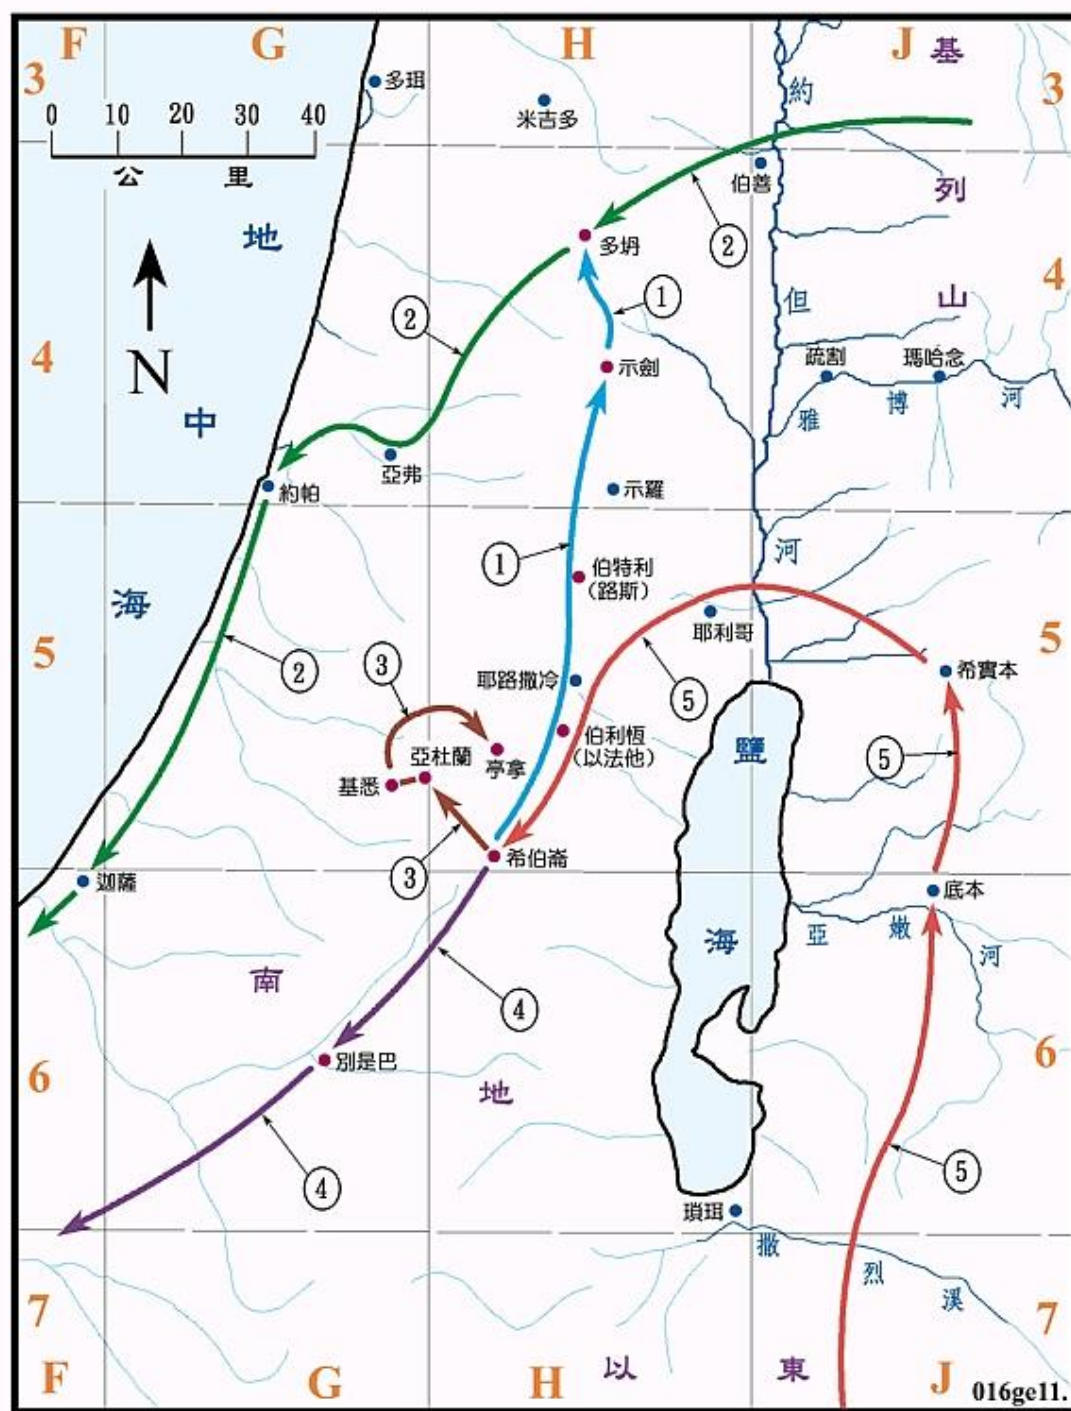 F G H J
3 3
多珥
米吉多
基
約
0 10 20 30 40
公里
伯善
列
地
②
多坍
4
②
①
但
山
N
4
示劍
疏割
瑪哈念
雅博河
中
亞弗
約帕
示羅
①
伯特利
(路斯)
河
海
耶利哥
5
5
②
③
耶路撒冷
⑤
希實本
伯利恆
(以法他)
鹽
⑤
亞杜蘭
亭拿
基悉
③
希伯崙
迦薩
底本
亞嫩河
海
南
④
6
別是巴
地
6
④
⑤
瑣珥
撒烈溪
7
7
F G H
以東
J
016ge11.